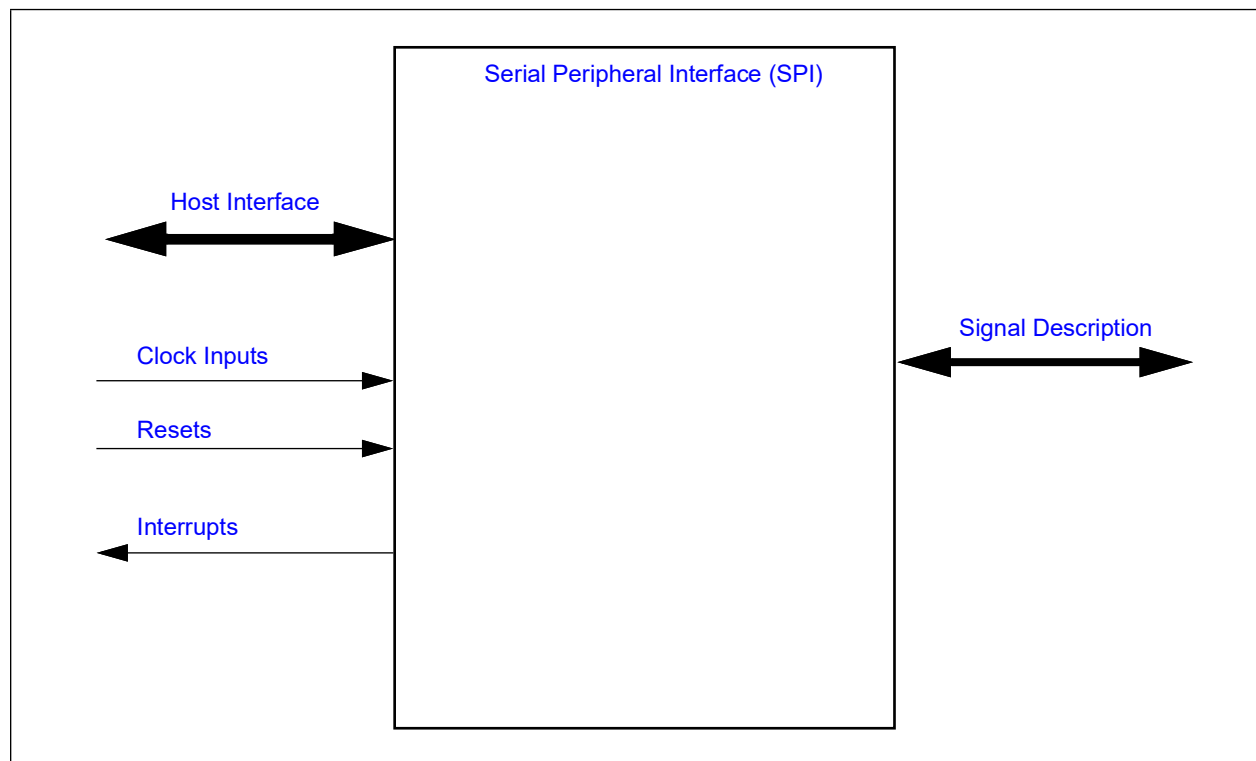 Serial Peripheral Interface (SPI)
Host Interface
Signal Description
Clock Inputs
Resets
Interrupts